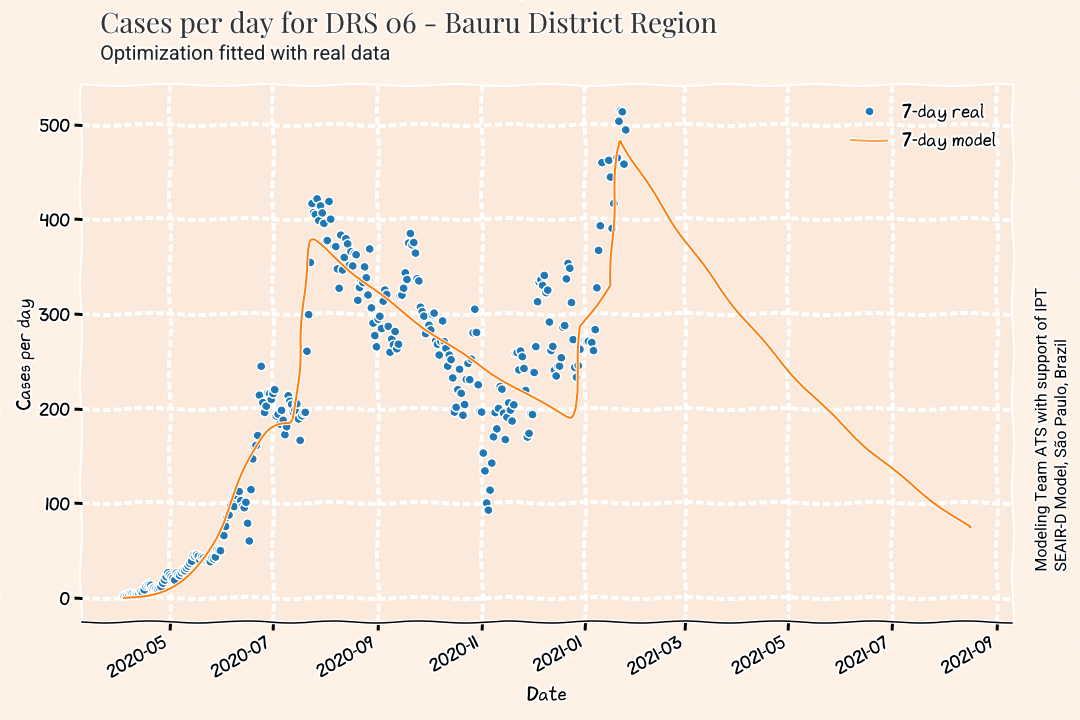 Cases per day for DRS 06 - Bauru District Region
Optimization fitted with real data
7-day real
7-day model
Cases per day
500
400
300
200
100
0
2020-05
2020-07
2020-09
2020-11
2021-01
2021-03
2021-05
2021-07
2021-09
Date
Modeling Team ATS with support of IPT
SEAIR-D Model, São Paulo, Brazil